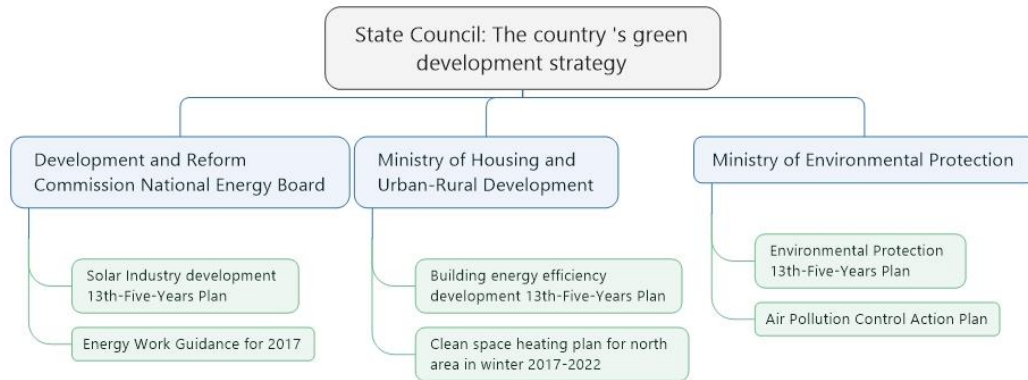 State Council: The country 's green
development strategy
Development and Reform
Commission National Energy Board
Ministry of Housing and
Urban-Rural Development
Ministry of Environmental Protection
Solar Industry development
13th-Five-Years Plan
Energy Work Guidance for 2017
Building energy efficiency
development 13th-Five-Years Plan
Clean space heating plan for north
area in winter 2017-2022
Environmental Protection
13th-Five-Years Plan
Air Pollution Control Action Plan